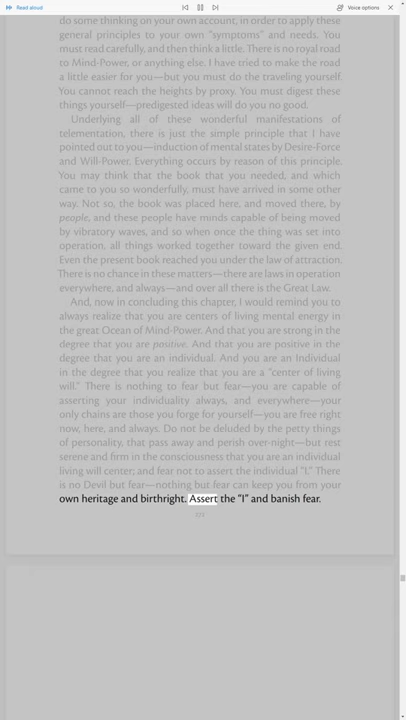 Read aloud
Voice options
do some thinking on your own account, in order to apply these
general principles to your own "symptoms" and needs. You
must read carefully, and then think a little. There is no royal road
to Mind-Power, or anything else. I have tried to make the road
a little easier for you—but you must do the traveling yourself.
You cannot reach the heights by proxy. You must digest these
things yourself—predigested ideas will do you no good.
Underlying all of these wonderful manifestations of
telementation, there is just the simple principle that I have
pointed out to you—induction of mental states by Desire-Force
and Will-Power. Everything occurs by reason of this principle.
You may think that the book that you needed, and which
came to you so wonderfully, must have arrived in some other
way. Not so, the book was placed here, and moved there, by
people, and these people have minds capable of being moved
by vibratory waves, and so when once the thing was set into
operation, all things worked together toward the given end.
Even the present book reached you under the law of attraction.
There is no chance in these matters—there are laws in operation
everywhere, and always—and over all there is the Great Law.
And, now in concluding this chapter, I would remind you to
always realize that you are centers of living mental energy in
the great Ocean of Mind-Power. And that you are strong in the
degree that you are positive. And that you are positive in the
degree that you are an individual. And you are an Individual
in the degree that you realize that you are a "center of living
will." There is nothing to fear but fear—you are capable of
asserting your individuality always, and everywhere—your
only chains are those you forge for yourself—you are free right
now, here, and always. Do not be deluded by the petty things
of personality, that pass away and perish over-night—but rest
serene and firm in the consciousness that you are an individual
living will center; and fear not to assert the individual "I." There
is no Devil but fear—nothing but fear can keep you from your
own heritage and birthright. Assert the "I" and banish fear.